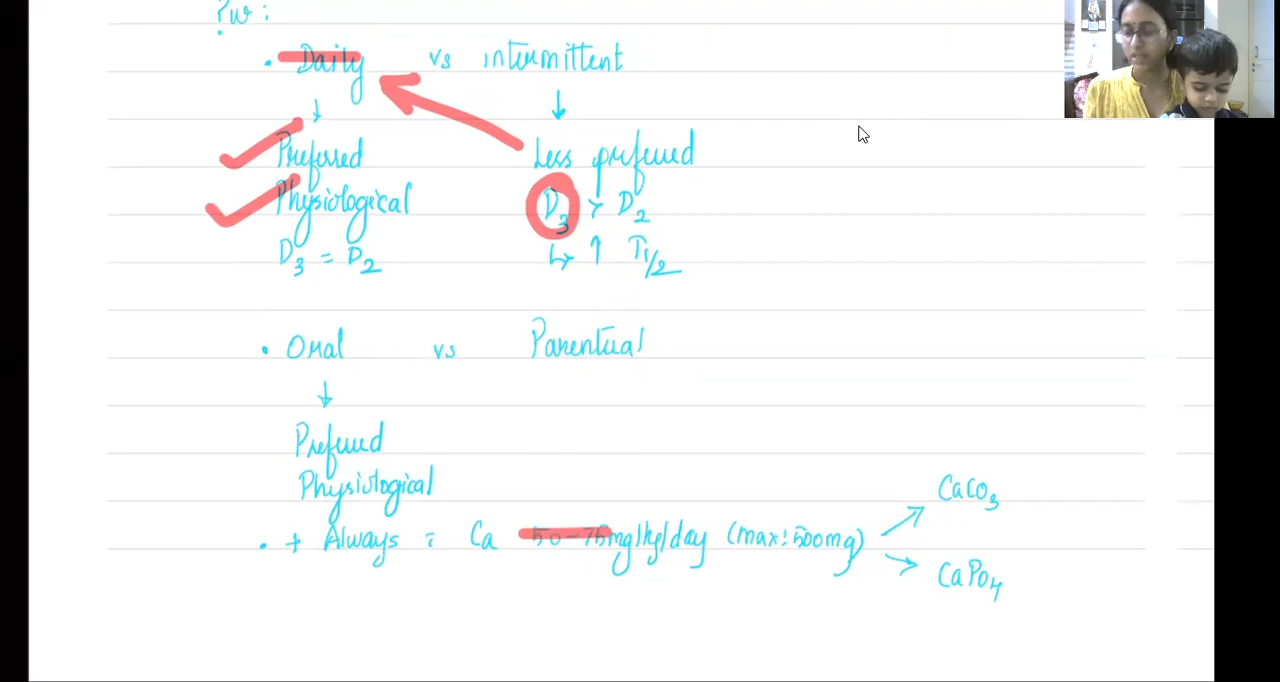 • Daily vs intermittent
↓ ↓
Preferred Less preferred
Physiological D3 > D2
D3 = D2 ↳ ↑ T1/2
• Oral vs Parenteral
↓
Preferred
Physiological
• + Always : Ca 50-75mg/kg/day (max: 500mg) CaCO3
CaPO4